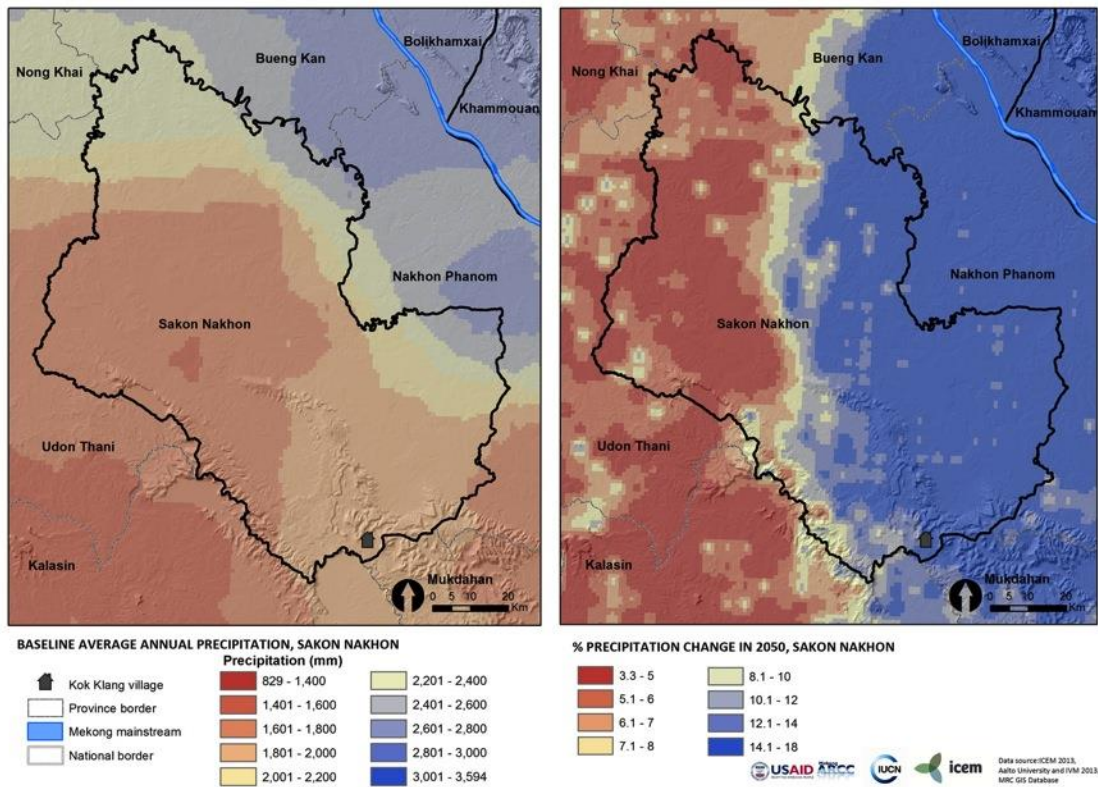 Bolikhamxai
Bueng Kan
Nong Khai
Khammouan
Nakhon Phanom
Sakon Nakhon
Udon Thani
Kalasin
Mukdahan
0 5 10 20
Km
Bolikhamxai
Bueng Kan
Nong Khai
Khammouan
Nakhon Phanom
Sakon Nakhon
Udon Thani
Kalasin
Mukdahan
0 5 10 20
Km
BASELINE AVERAGE ANNUAL PRECIPITATION, SAKON NAKHON
Kok Klang village
Province border
Mekong mainstream
National border
Precipitation (mm)
829 - 1,400
1,401 - 1,600
1,601 - 1,800
1,801 - 2,000
2,001 - 2,200
2,201 - 2,400
2,401 - 2,600
2,601 - 2,800
2,801 - 3,000
3,001 - 3,594
% PRECIPITATION CHANGE IN 2050, SAKON NAKHON
3.3 - 5
5.1 - 6
6.1 - 7
7.1 - 8
8.1 - 10
10.1 - 12
12.1 - 14
14.1 - 18
USAID
ARCC
IUCN
icem
Data source:ICEM 2013,
Aalto University and IVM 2013
MRC GIS Database